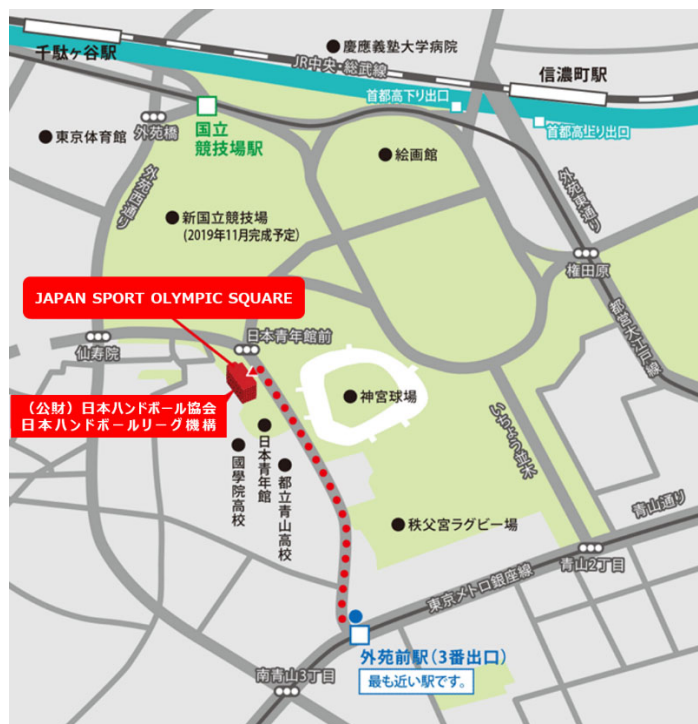 千駄ヶ谷駅
慶應義塾大学病院
JR中央・総武線
信濃町駅
首都高下り出口
首都高上り出口
外苑橋
国立
競技場駅
東京体育館
絵画館
外苑西通り
外苑東通り
新国立競技場
(2019年11月完成予定)
権田原
JAPAN SPORT OLYMPIC SQUARE
都営大江戸線
仙寿院
日本青年館前
(公財)日本ハンドボール協会
日本ハンドボールリーグ機構
神宮球場
いちょう並木
國學院高校
日本青年館
都立青山高校
秩父宮ラグビー場
青山通り
青山2丁目
東京メトロ銀座線
外苑前駅(3番出口)
最も近い駅です。
南青山3丁目